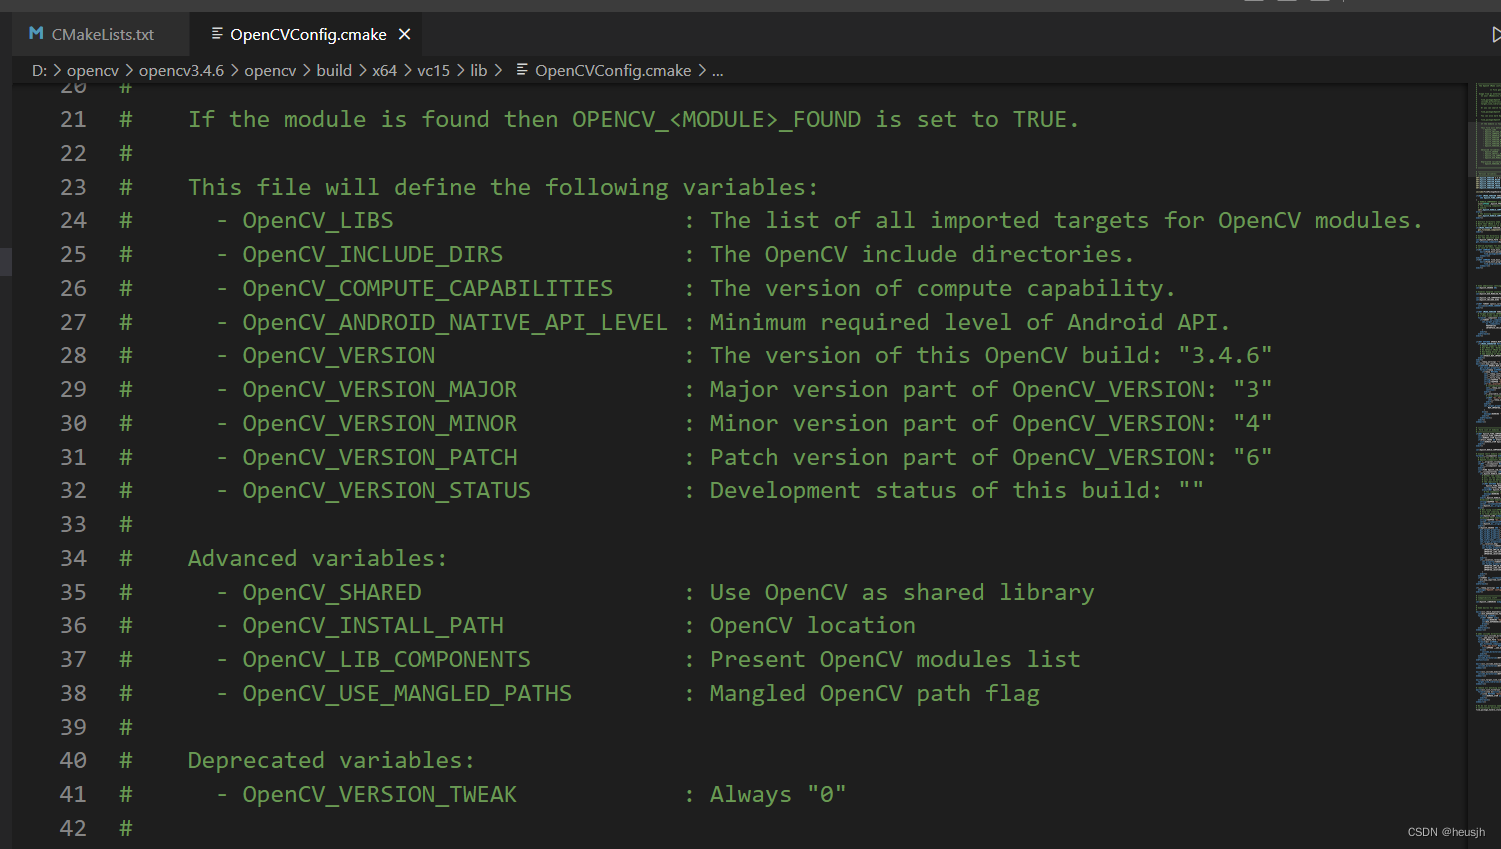 CMakeLists.txt OpenCVConfig.cmake
D: > opencv > opencv3.4.6 > opencv > build > x64 > vc15 > lib > OpenCVConfig.cmake > ...
20 #
21 # If the module is found then OPENCV_<MODULE>_FOUND is set to TRUE.
22 #
23 # This file will define the following variables:
24 # - OpenCV_LIBS : The list of all imported targets for OpenCV modules.
25 # - OpenCV_INCLUDE_DIRS : The OpenCV include directories.
26 # - OpenCV_COMPUTE_CAPABILITIES : The version of compute capability.
27 # - OpenCV_ANDROID_NATIVE_API_LEVEL : Minimum required level of Android API.
28 # - OpenCV_VERSION : The version of this OpenCV build: "3.4.6"
29 # - OpenCV_VERSION_MAJOR : Major version part of OpenCV_VERSION: "3"
30 # - OpenCV_VERSION_MINOR : Minor version part of OpenCV_VERSION: "4"
31 # - OpenCV_VERSION_PATCH : Patch version part of OpenCV_VERSION: "6"
32 # - OpenCV_VERSION_STATUS : Development status of this build: ""
33 #
34 # Advanced variables:
35 # - OpenCV_SHARED : Use OpenCV as shared library
36 # - OpenCV_INSTALL_PATH : OpenCV location
37 # - OpenCV_LIB_COMPONENTS : Present OpenCV modules list
38 # - OpenCV_USE_MANGLED_PATHS : Mangled OpenCV path flag
39 #
40 # Deprecated variables:
41 # - OpenCV_VERSION_TWEAK : Always "0"
42 #
CSDN @heusjh